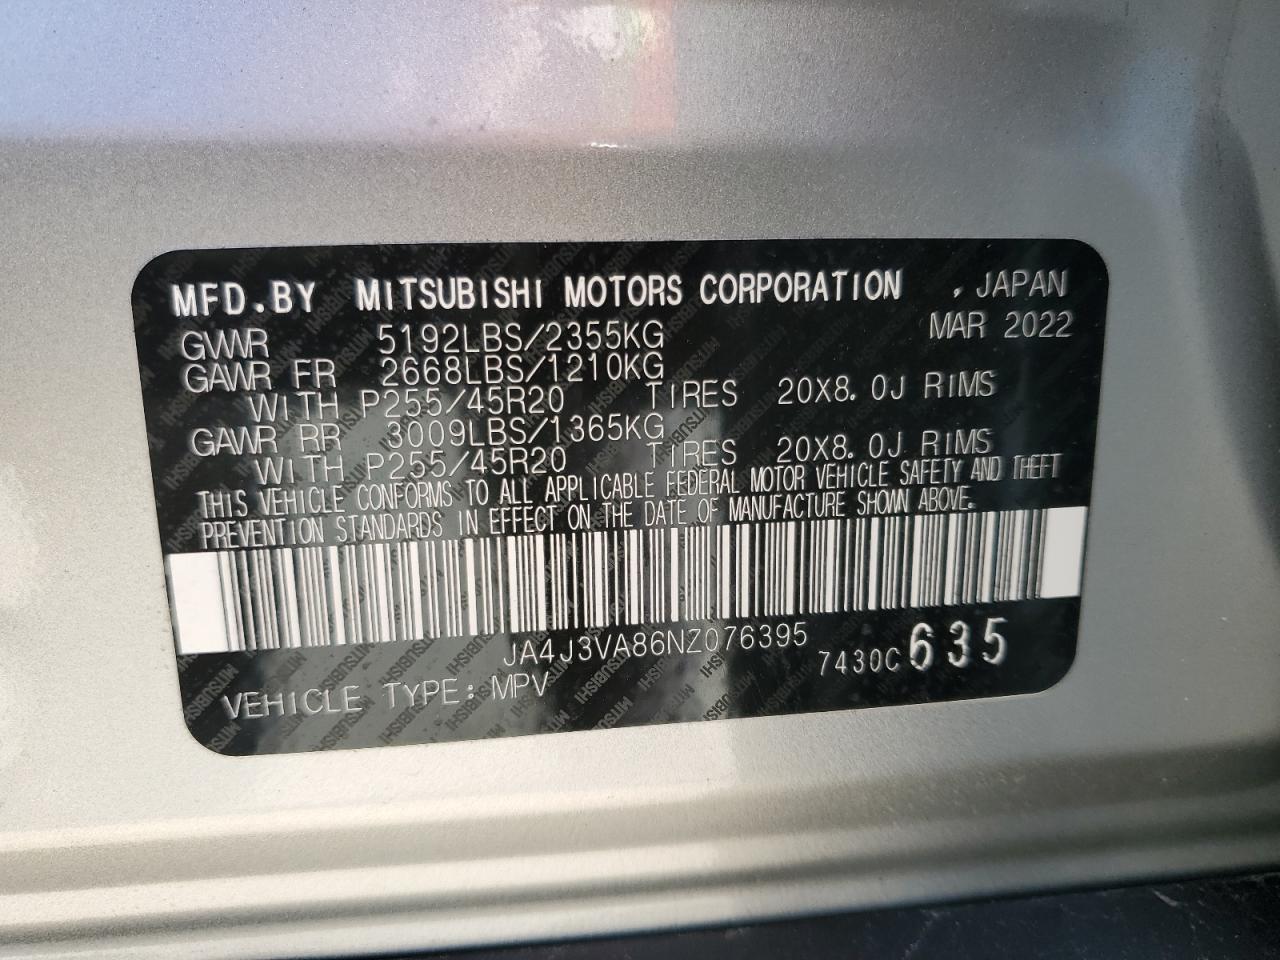 MFD.BY MITSUBISHI MOTORS CORPORATION , JAPAN
MAR 2022
GVWR 5192LBS/2355KG
GAWR FR 2668LBS/1210KG
WITH P255/45R20 TIRES 20X8.0J RIMS
GAWR RR 3009LBS/1365KG
WITH P255/45R20 TIRES 20X8.0J RIMS
THIS VEHICLE CONFORMS TO ALL APPLICABLE FEDERAL MOTOR VEHICLE SAFETY AND THEFT
PREVENTION STANDARDS IN EFFECT ON THE DATE OF MANUFACTURE SHOWN ABOVE.
JA4J3VA86NZ076395
7430C 635
VEHICLE TYPE: MPV